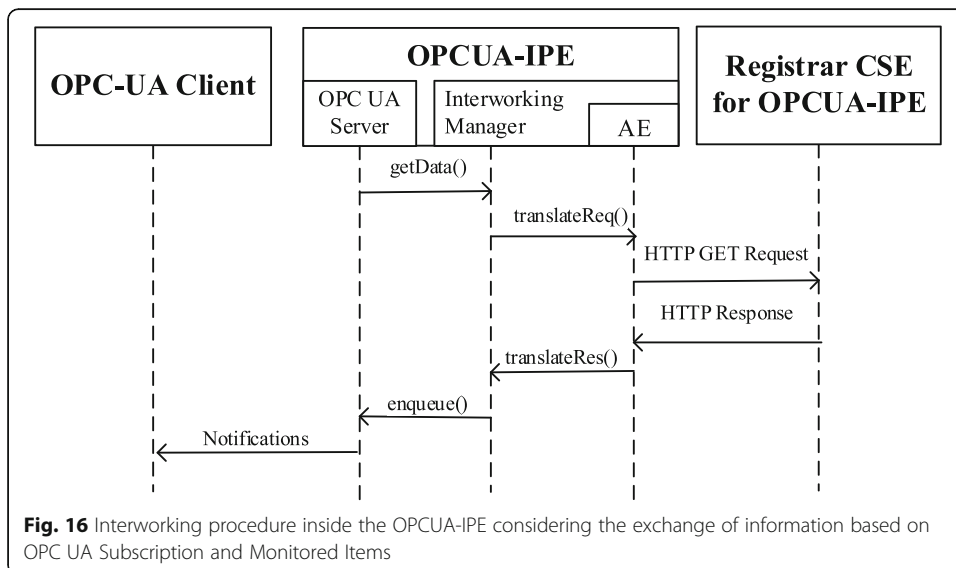 OPC-UA Client
OPCUA-IPE
OPC UA
Server
Interworking
Manager
AE
Registrar CSE
for OPCUA-IPE
getData()
translateReq()
HTTP GET Request
HTTP Response
translateRes()
enqueue()
Notifications
Fig. 16 Interworking procedure inside the OPCUA-IPE considering the exchange of information based on
OPC UA Subscription and Monitored Items